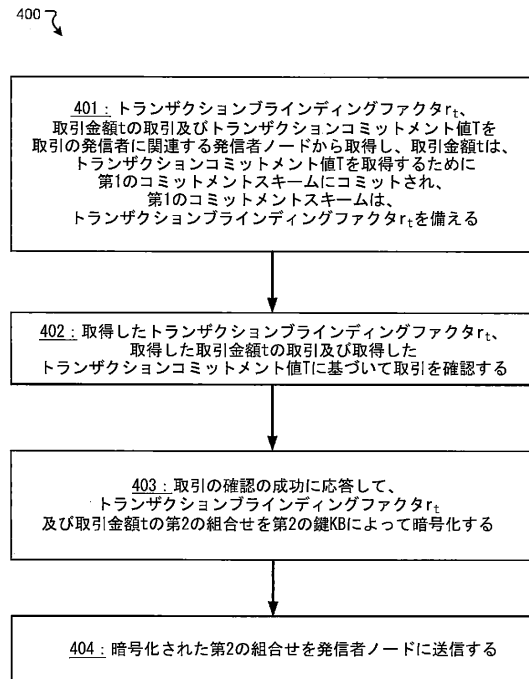 400
401：トランザクションブラインディングファクタrt、
取引金額tの取引及びトランザクションコミットメント値Tを
取引の発信者に関連する発信者ノードから取得し、取引金額tは、
トランザクションコミットメント値Tを取得するために
第1のコミットメントスキームにコミットされ、
第1のコミットメントスキームは、
トランザクションブラインディングファクタrtを備える
402：取得したトランザクションブラインディングファクタrt、
取得した取引金額tの取引及び取得した
トランザクションコミットメント値Tに基づいて取引を確認する
403：取引の確認の成功に応答して、
トランザクションブラインディングファクタrt
及び取引金額tの第2の組合せを第2の鍵KBによって暗号化する
404：暗号化された第2の組合せを発信者ノードに送信する